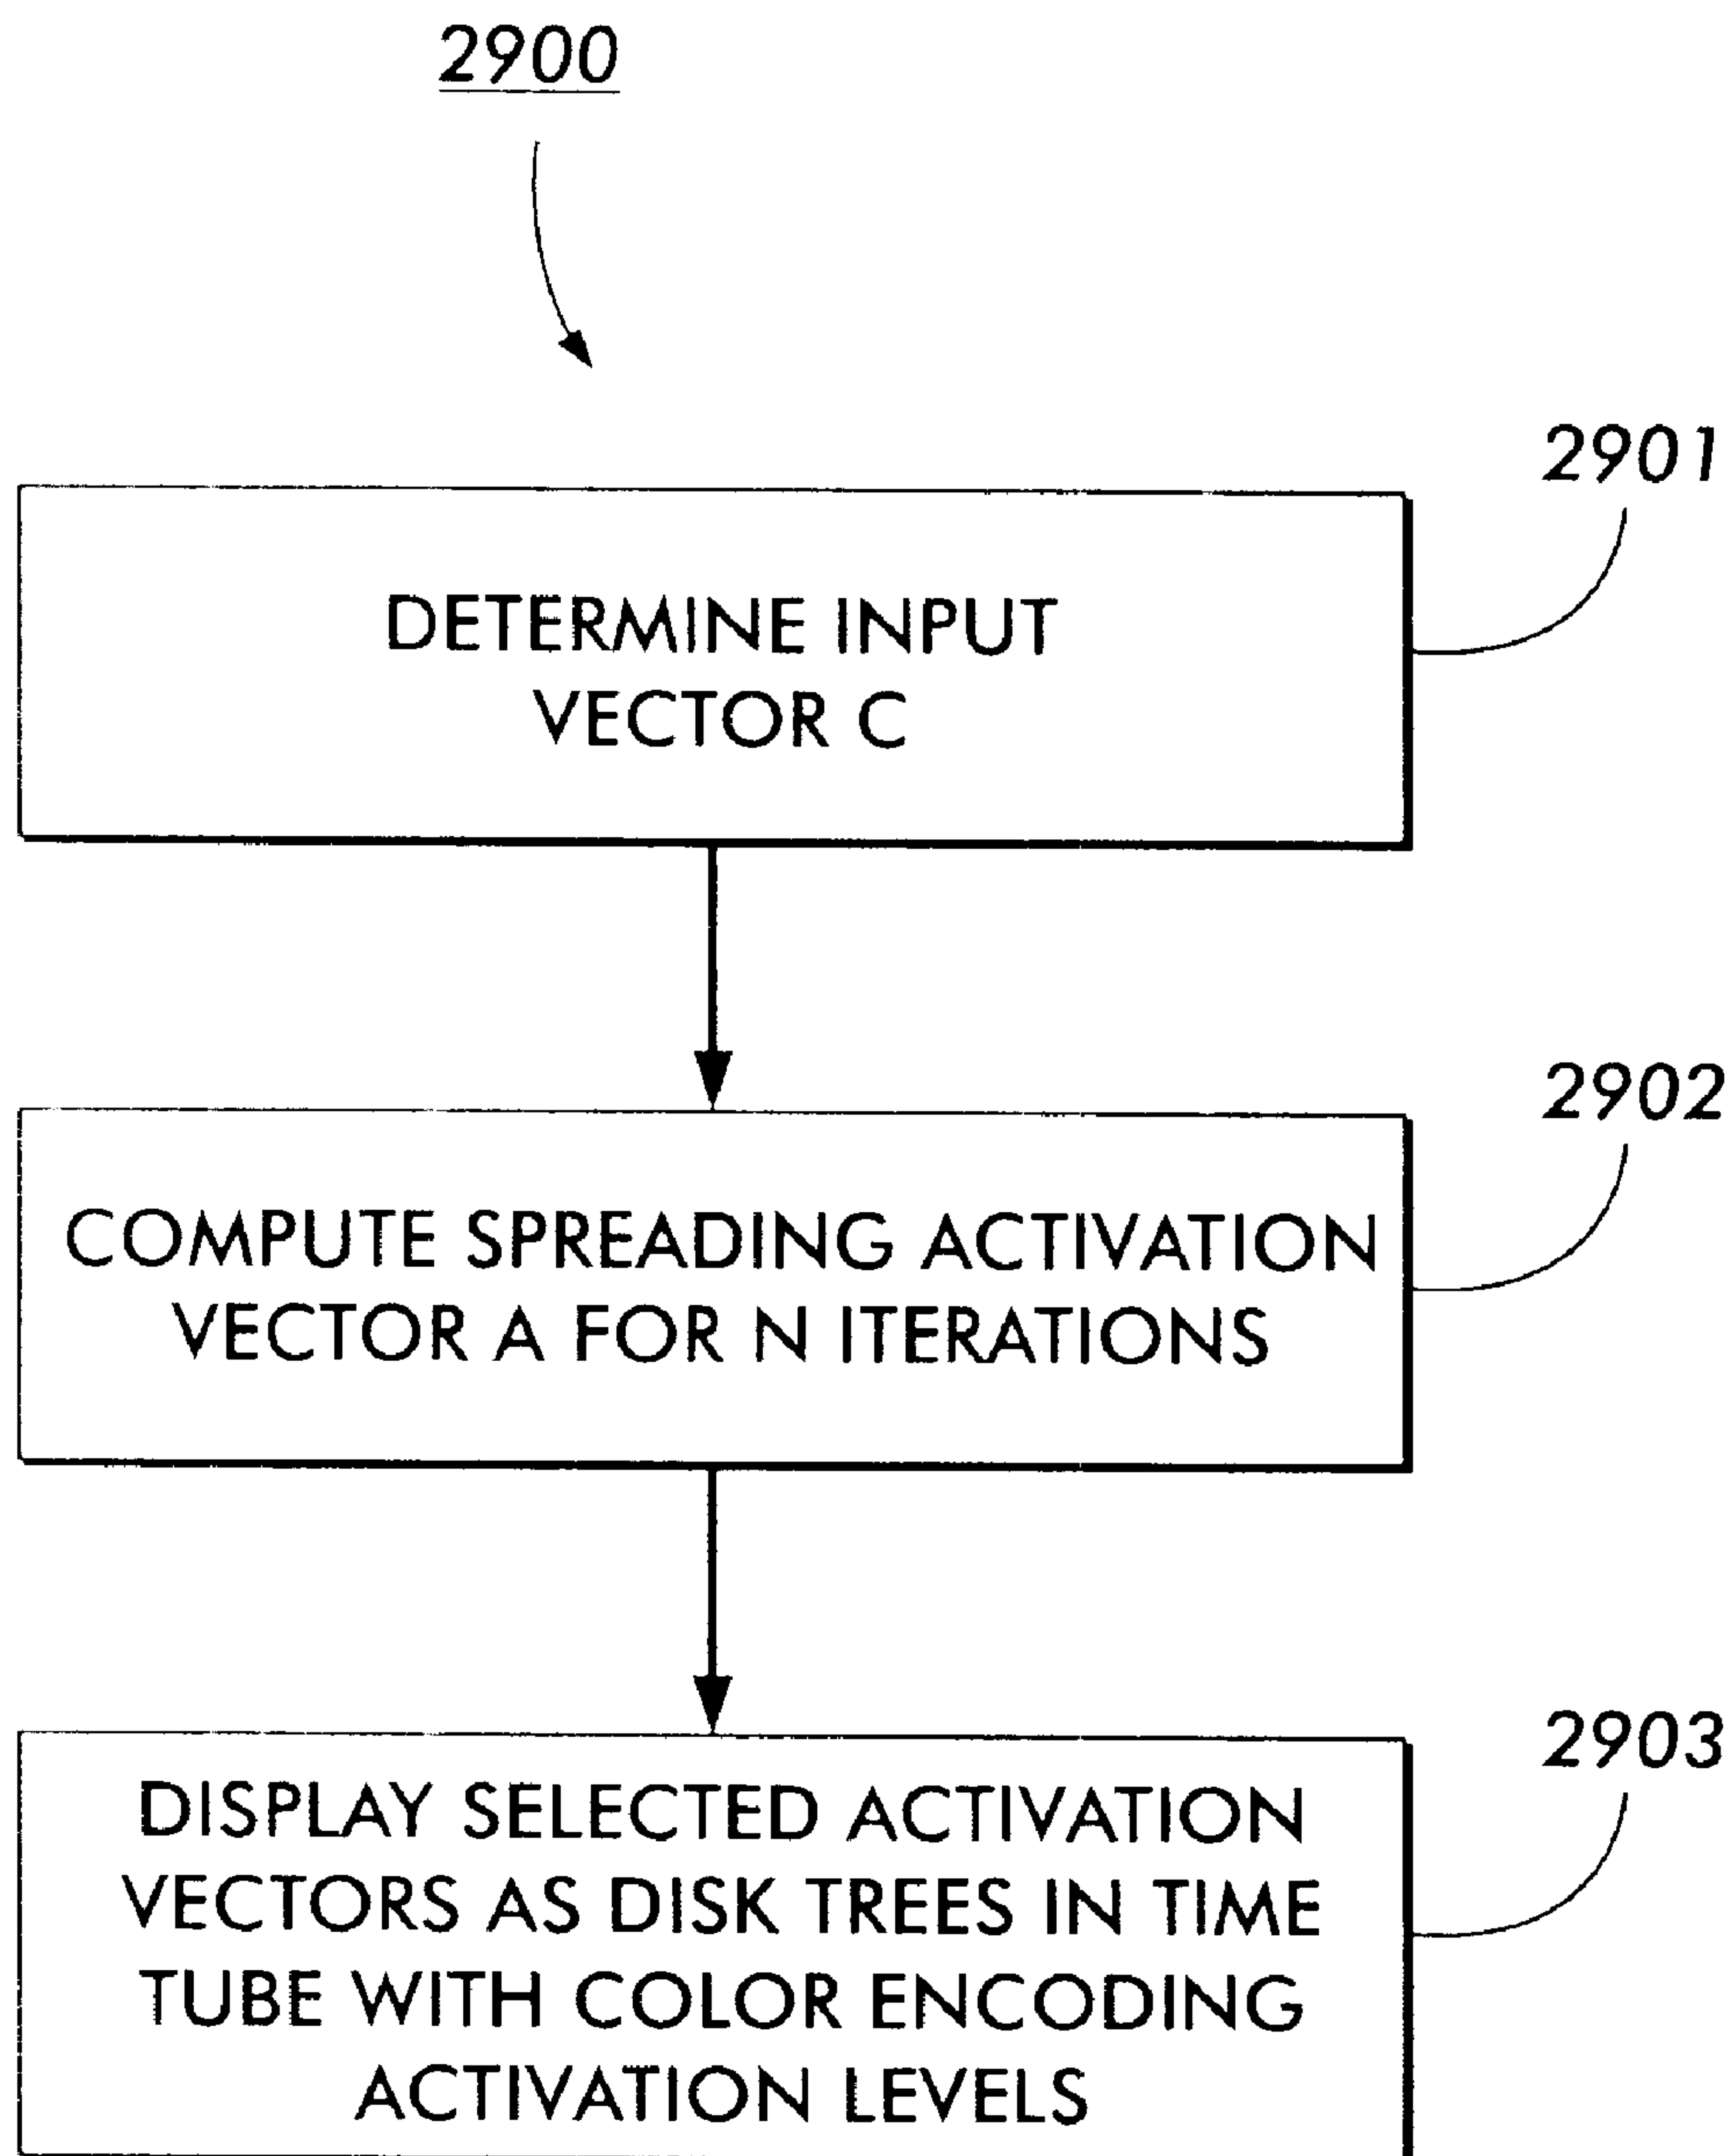 2900
2901
DETERMINE INPUT
VECTOR C
2902
COMPUTE SPREADING ACTIVATION
VECTOR A FOR N ITERATIONS
2903
DISPLAY SELECTED ACTIVATION
VECTORS AS DISK TREES IN TIME
TUBE WITH COLOR ENCODING
ACTIVATION LEVELS